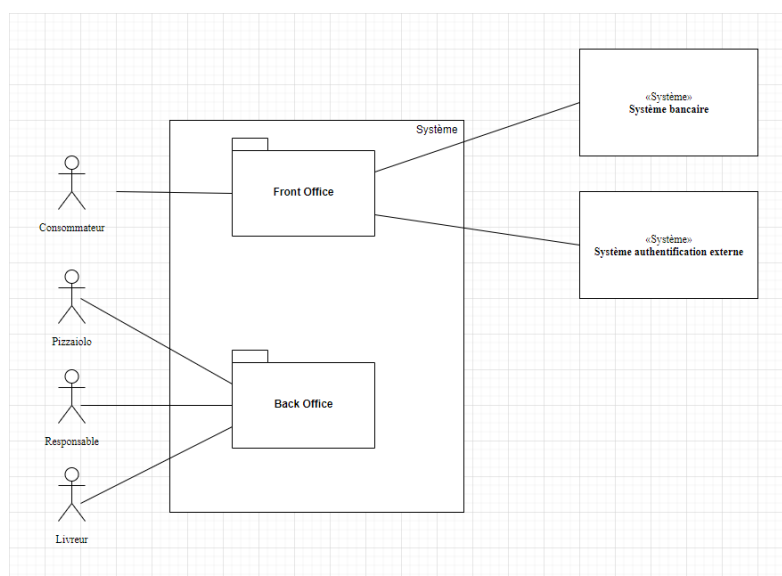 «Système»
Système bancaire
Système
Front Office
Consommateur
«Système»
Système authentification externe
Pizzaiolo
Back Office
Responsable
Livreur